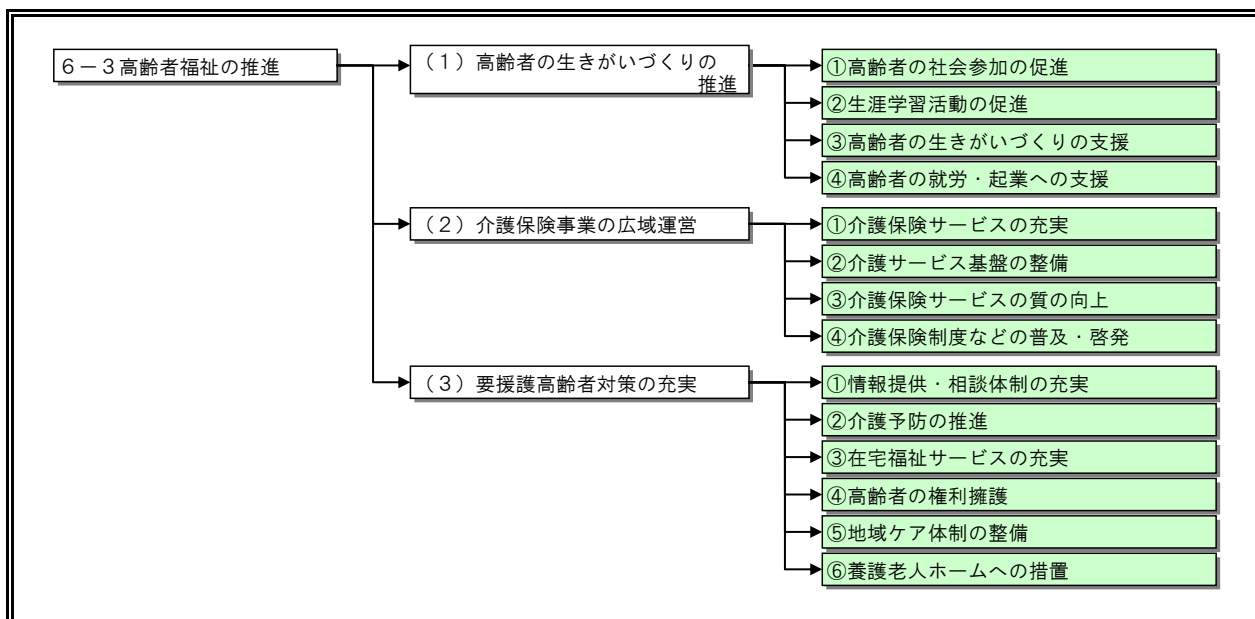 6-3高齢者福祉の推進
(1)高齢者の生きがいづくりの
推進
①高齢者の社会参加の促進
②生涯学習活動の促進
③高齢者の生きがいづくりの支援
④高齢者の就労・起業への支援
(2)介護保険事業の広域運営
①介護保険サービスの充実
②介護サービス基盤の整備
③介護保険サービスの質の向上
④介護保険制度などの普及・啓発
(3)要援護高齢者対策の充実
①情報提供・相談体制の充実
②介護予防の推進
③在宅福祉サービスの充実
④高齢者の権利擁護
⑤地域ケア体制の整備
⑥養護老人ホームへの措置